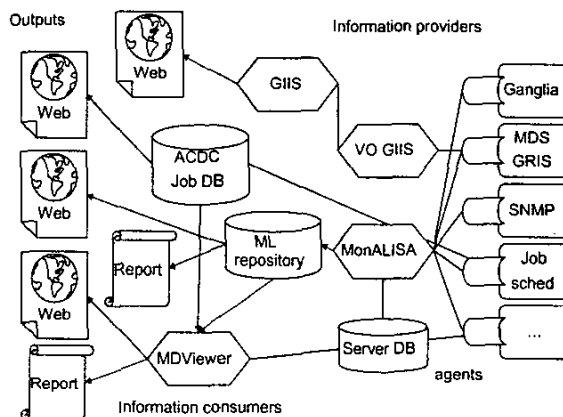 Outputs
Information providers
Web
GIIS
Ganglia
Web
VO GIIS
MDS
GRIS
ACDC
Job DB
SNMP
Web
ML
repository
MonALISA
Report
Job
sched
Web
MDViewer
Server DB
...
Report
agents
Information consumers